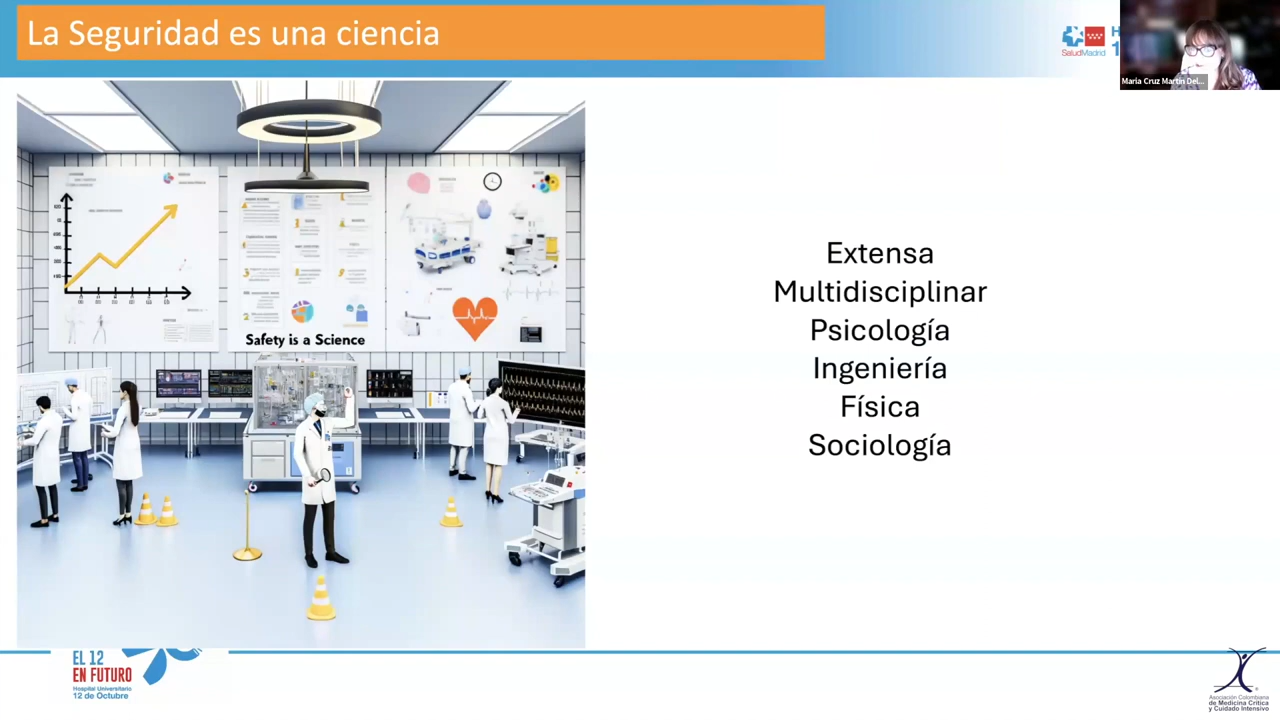 La Seguridad es una ciencia
SaludMadrid
Maria Cruz Martin Del...
Safety is a Science
Extensa
Multidisciplinar
Psicología
Ingeniería
Física
Sociología
EL 12
EN FUTURO
Hospital Universitario
12 de Octubre
Asociación Colombiana
de Medicina Crítica
y Cuidado Intensivo